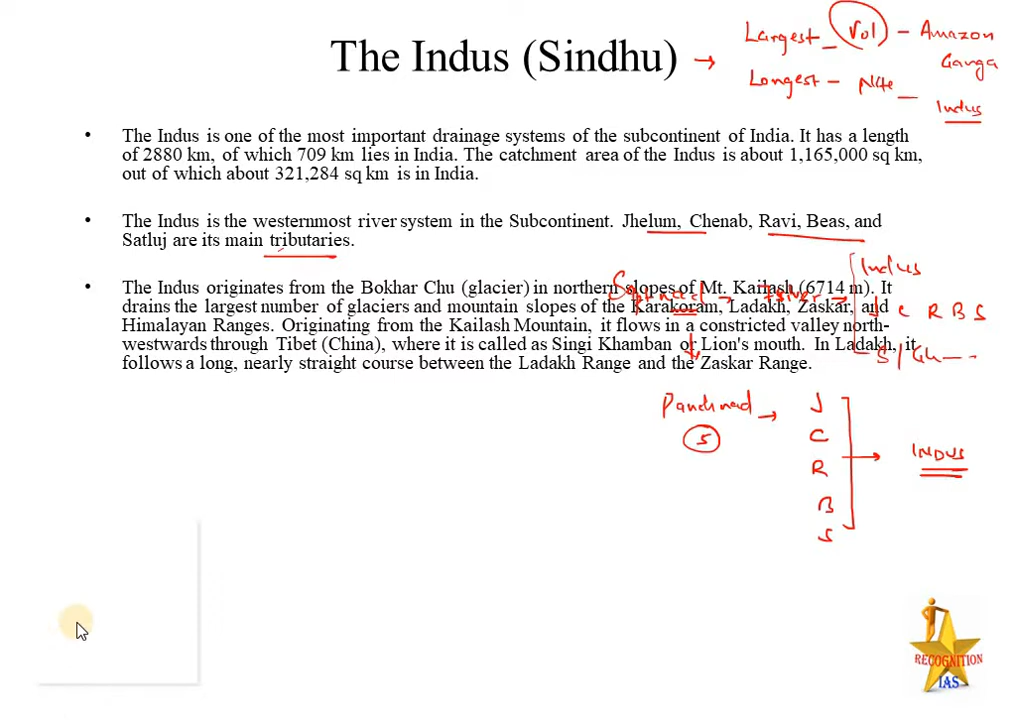 The Indus (Sindhu) →
Largest – Vol – Amazon
Ganga
Longest – Nile –
Indus
• The Indus is one of the most important drainage systems of the subcontinent of India. It has a length
of 2880 km, of which 709 km lies in India. The catchment area of the Indus is about 1,165,000 sq km,
out of which about 321,284 sq km is in India.
• The Indus is the westernmost river system in the Subcontinent. Jhelum, Chenab, Ravi, Beas, and
Satluj are its main tributaries.
• The Indus originates from the Bokhar Chu (glacier) in northern slopes of Mt. Kailash (6714 m). It
drains the largest number of glaciers and mountain slopes of the Karakoram, Ladakh, Zaskar, and
Himalayan Ranges. Originating from the Kailash Mountain, it flows in a constricted valley north-
westwards through Tibet (China), where it is called as Singi Khamban or Lion's mouth. In Ladakh, it
follows a long, nearly straight course between the Ladakh Range and the Zaskar Range.
Indus
→ 7 river →
J C R B S
Panchnad →
5
J
C
R
B
S
→ INDUS
RECOGNITION
IAS